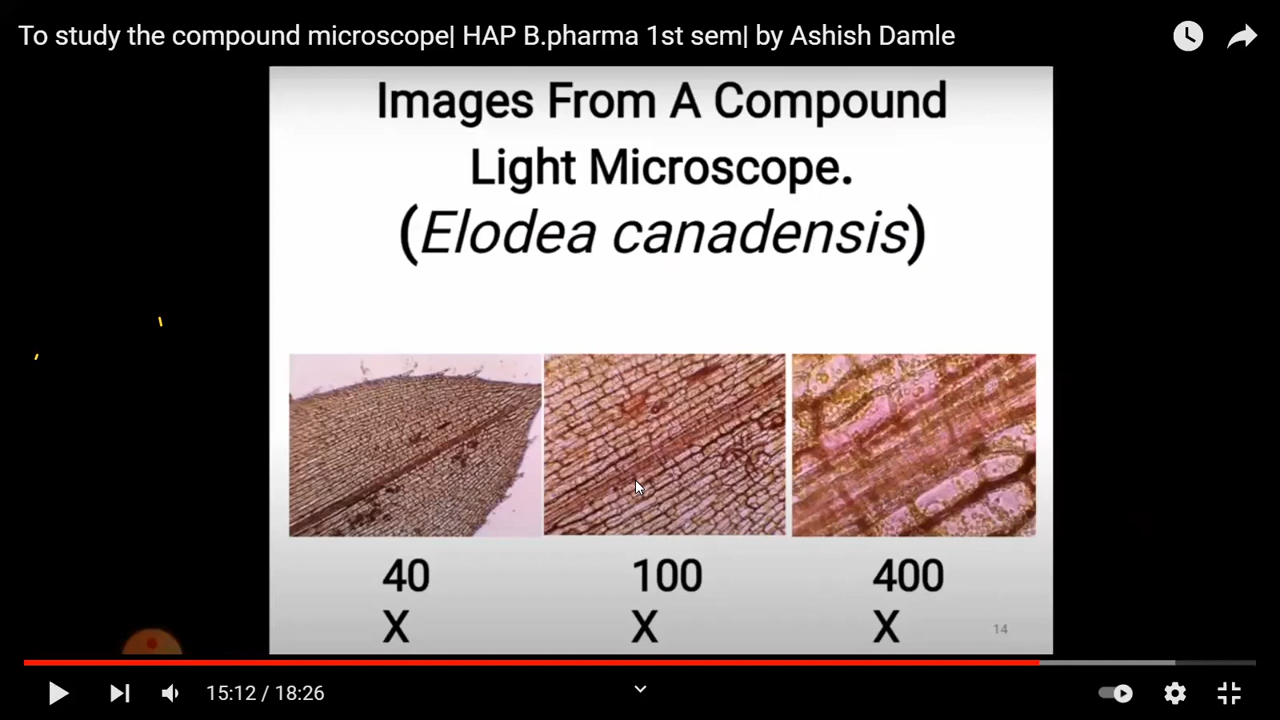 To study the compound microscope| HAP B.pharma 1st sem| by Ashish Damle
Images From A Compound
Light Microscope.
(Elodea canadensis)
40 100 400
X X X
14
15:12 / 18:26